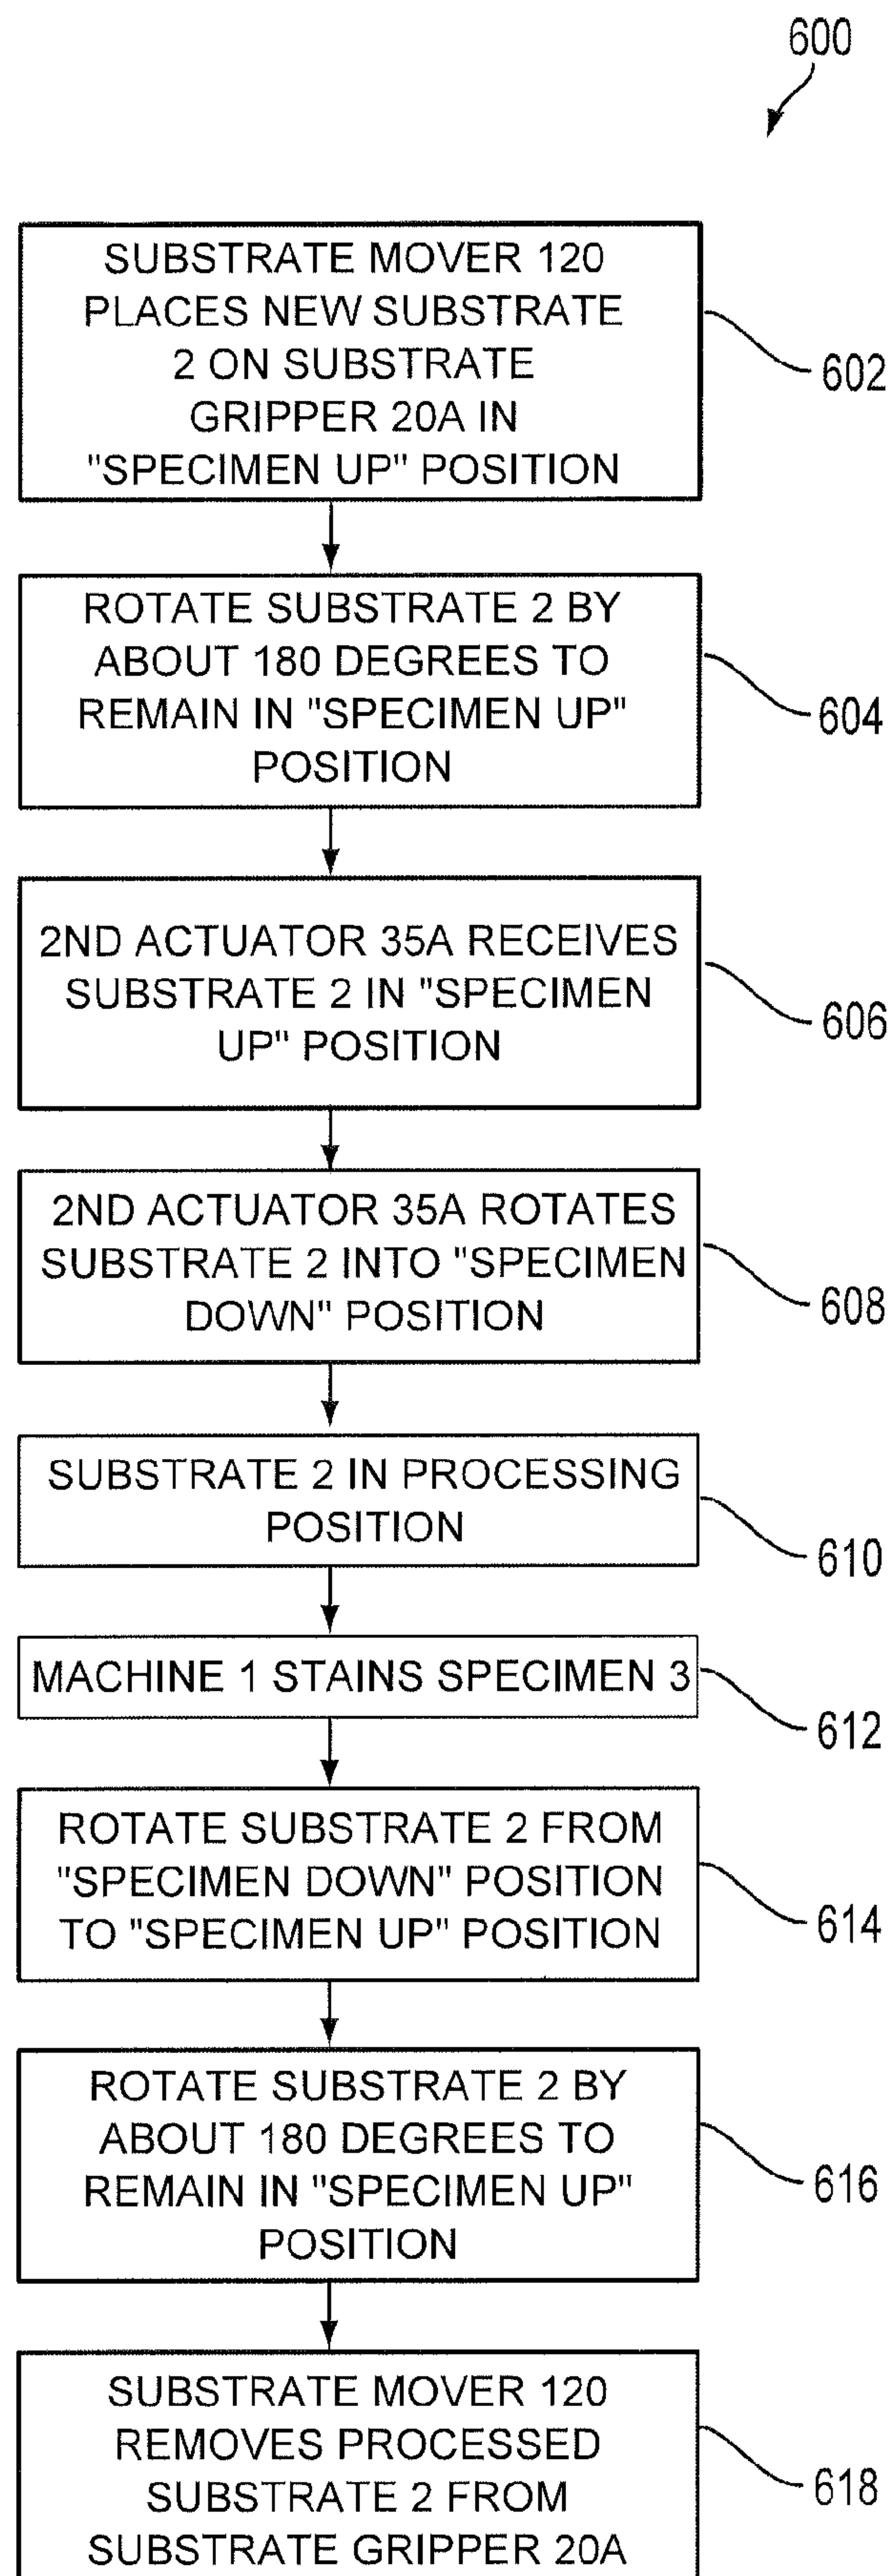 600
SUBSTRATE MOVER 120
PLACES NEW SUBSTRATE
2 ON SUBSTRATE
GRIPPER 20A IN
"SPECIMEN UP" POSITION
602
ROTATE SUBSTRATE 2 BY
ABOUT 180 DEGREES TO
REMAIN IN "SPECIMEN UP"
POSITION
604
2ND ACTUATOR 35A RECEIVES
SUBSTRATE 2 IN "SPECIMEN
UP" POSITION
606
2ND ACTUATOR 35A ROTATES
SUBSTRATE 2 INTO "SPECIMEN
DOWN" POSITION
608
SUBSTRATE 2 IN PROCESSING
POSITION
610
MACHINE 1 STAINS SPECIMEN 3
612
ROTATE SUBSTRATE 2 FROM
"SPECIMEN DOWN" POSITION
TO "SPECIMEN UP" POSITION
614
ROTATE SUBSTRATE 2 BY
ABOUT 180 DEGREES TO
REMAIN IN "SPECIMEN UP"
POSITION
616
SUBSTRATE MOVER 120
REMOVES PROCESSED
SUBSTRATE 2 FROM
SUBSTRATE GRIPPER 20A
618